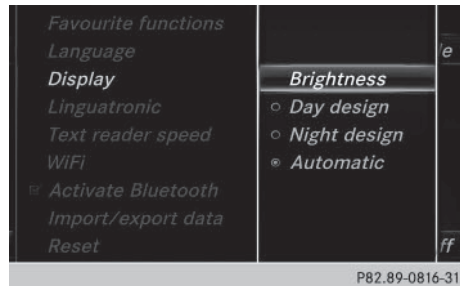 Favourite functions
Language
Display
Linguatronic
Text reader speed
WiFi
Activate Bluetooth
Import/export data
Reset
Brightness
Day design
Night design
Automatic
le
ff
P82.89-0816-31